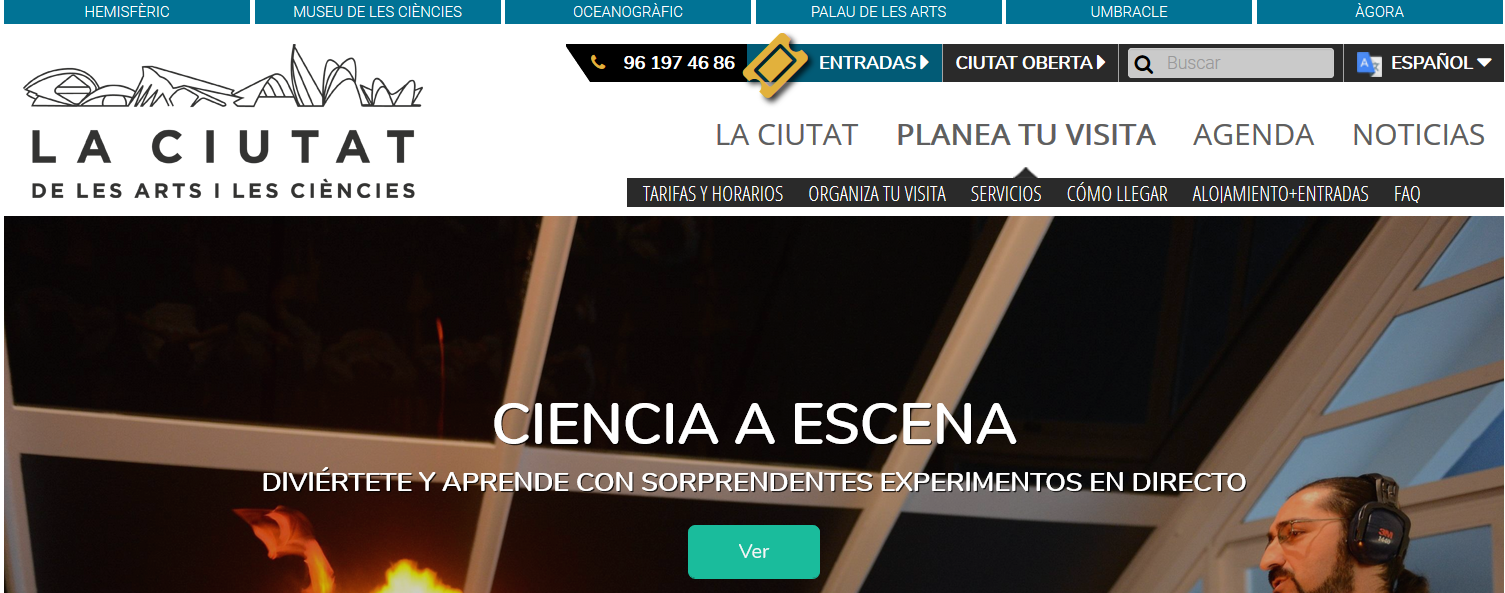 HEMISFÈRIC MUSEU DE LES CIÈNCIES OCEANOGRÀFIC PALAU DE LES ARTS UMBRACLE ÀGORA
96 197 46 86 ENTRADAS CIUTAT OBERTA Buscar ESPAÑOL
LA CIUTAT
DE LES ARTS I LES CIÈNCIES
LA CIUTAT PLANEA TU VISITA AGENDA NOTICIAS
TARIFAS Y HORARIOS ORGANIZA TU VISITA SERVICIOS CÓMO LLEGAR ALOJAMIENTO+ENTRADAS FAQ
CIENCIA A ESCENA
DIVIÉRTETE Y APRENDE CON SORPRENDENTES EXPERIMENTOS EN DIRECTO
Ver
3M